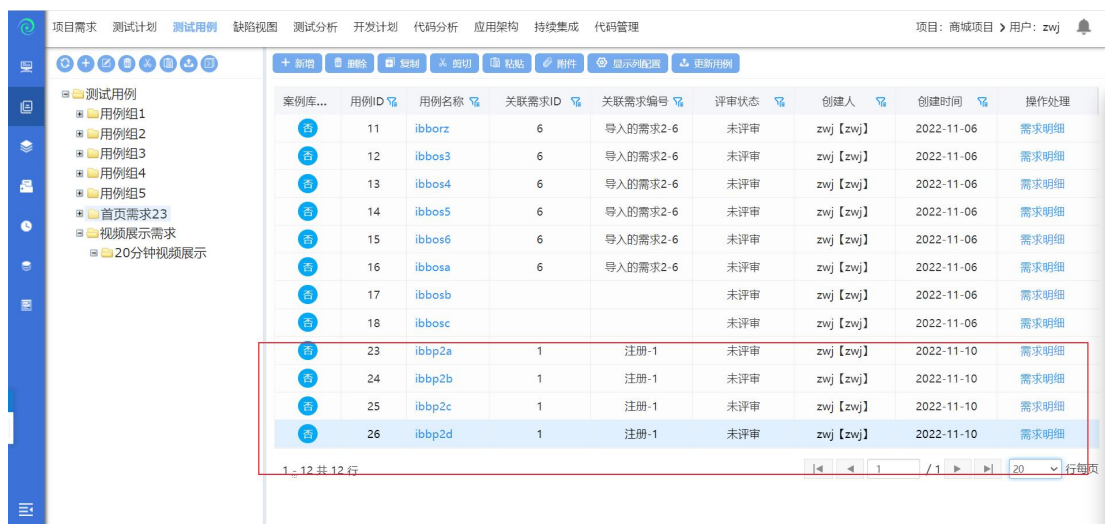 项目需求 测试计划 测试用例 缺陷视图 测试分析 开发计划 代码分析 应用架构 持续集成 代码管理 项目：商城项目 用户：zwj
新增 删除 复制 剪切 粘贴 附件 显示列配置 更新用例
测试用例
用例组1
用例组2
用例组3
用例组4
用例组5
首页需求23
视频展示需求
20分钟视频展示
案例库... 用例ID 用例名称 关联需求ID 关联需求编号 评审状态 创建人 创建时间 操作处理
否 11 ibborz 6 导入的需求2-6 未评审 zwj【zwj】 2022-11-06 需求明细
否 12 ibbos3 6 导入的需求2-6 未评审 zwj【zwj】 2022-11-06 需求明细
否 13 ibbos4 6 导入的需求2-6 未评审 zwj【zwj】 2022-11-06 需求明细
否 14 ibbos5 6 导入的需求2-6 未评审 zwj【zwj】 2022-11-06 需求明细
否 15 ibbos6 6 导入的需求2-6 未评审 zwj【zwj】 2022-11-06 需求明细
否 16 ibbosa 6 导入的需求2-6 未评审 zwj【zwj】 2022-11-06 需求明细
否 17 ibbosb 未评审 zwj【zwj】 2022-11-06 需求明细
否 18 ibbosc 未评审 zwj【zwj】 2022-11-06 需求明细
否 23 ibbp2a 1 注册-1 未评审 zwj【zwj】 2022-11-10 需求明细
否 24 ibbp2b 1 注册-1 未评审 zwj【zwj】 2022-11-10 需求明细
否 25 ibbp2c 1 注册-1 未评审 zwj【zwj】 2022-11-10 需求明细
否 26 ibbp2d 1 注册-1 未评审 zwj【zwj】 2022-11-10 需求明细
1 - 12 共 12 行 1 / 1 20 行每页